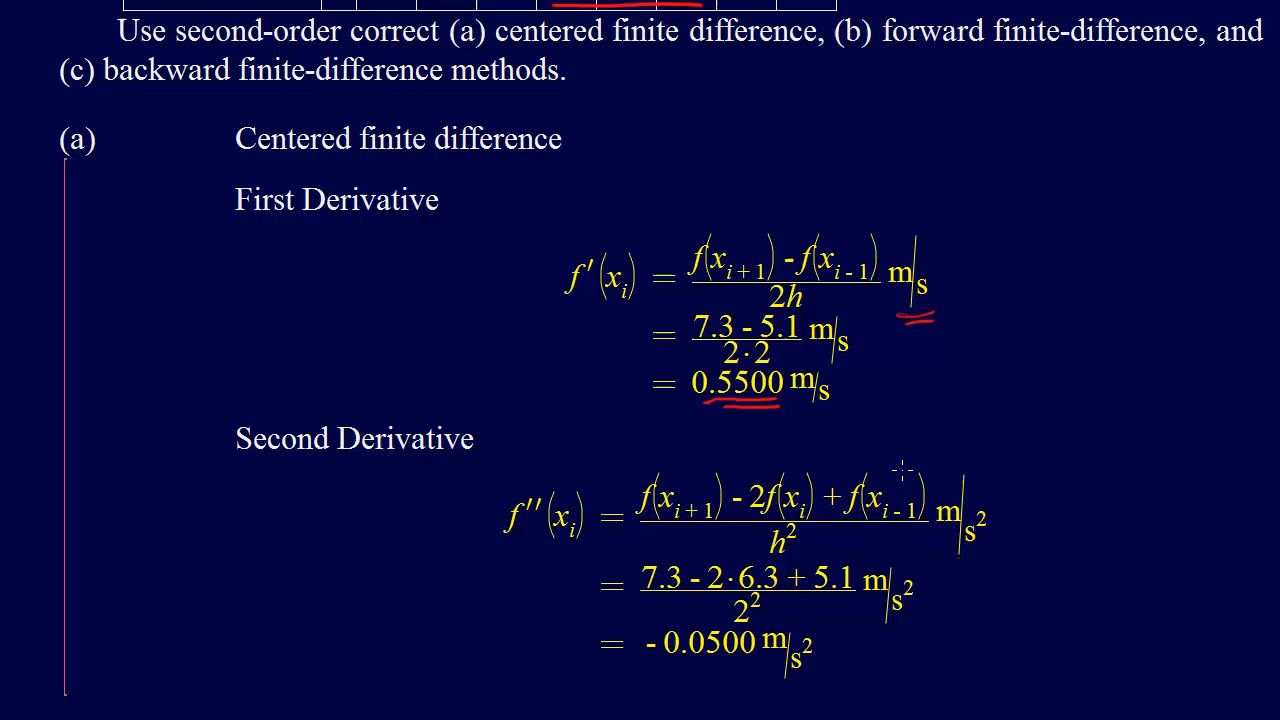 Use second-order correct (a) centered finite difference, (b) forward finite-difference, and
(c) backward finite-difference methods.
(a) Centered finite difference
First Derivative
f′(xᵢ) = (f(xᵢ₊₁) - f(xᵢ₋₁))/2h m/s
= (7.3 - 5.1)/(2·2) m/s
= 0.5500 m/s
Second Derivative
f′′(xᵢ) = (f(xᵢ₊₁) - 2f(xᵢ) + f(xᵢ₋₁))/h² m/s²
= (7.3 - 2·6.3 + 5.1)/2² m/s²
= - 0.0500 m/s²